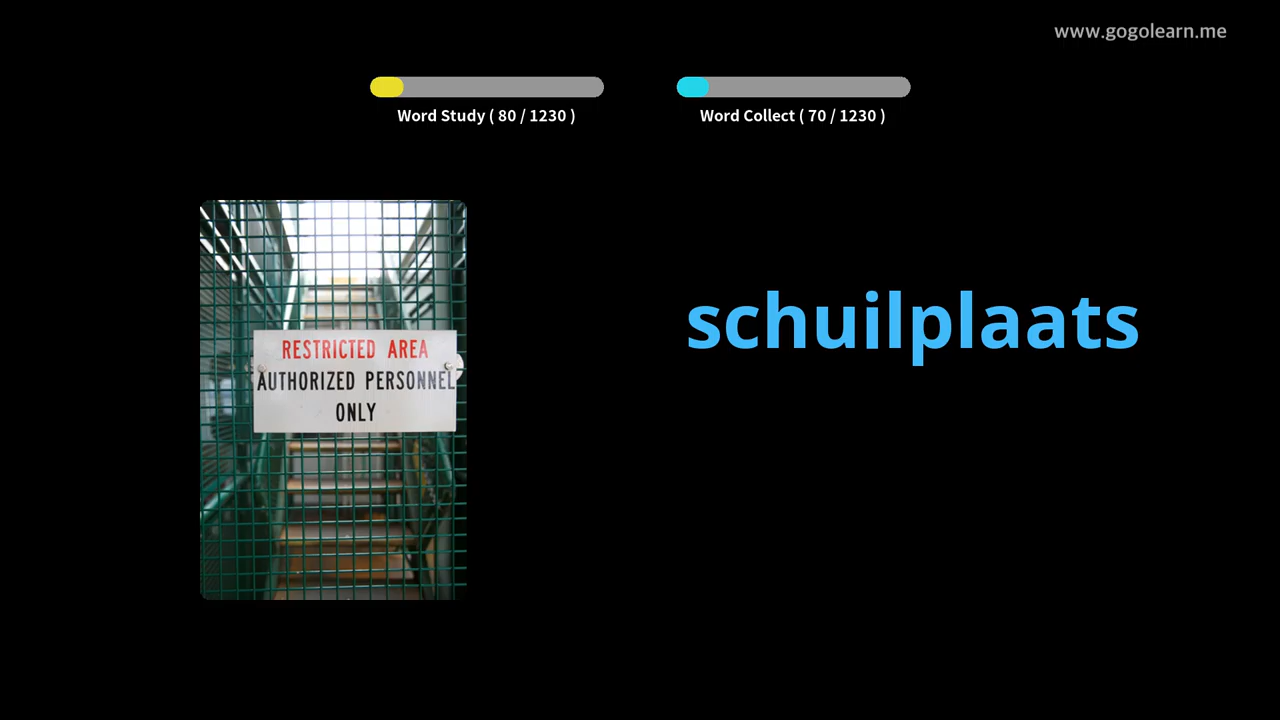 www.gogolearn.me
Word Study ( 80 / 1230 )
Word Collect ( 70 / 1230 )
RESTRICTED AREA
AUTHORIZED PERSONNEL
ONLY
schuilplaats